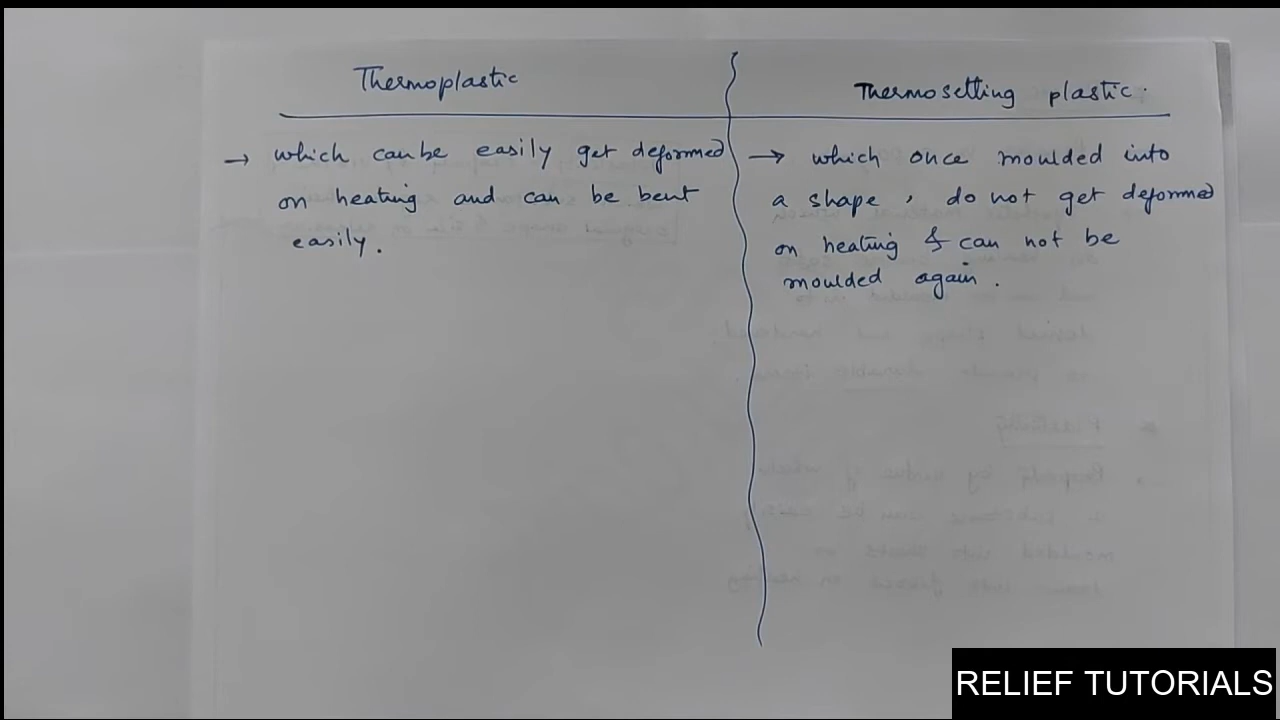 Thermoplastic
→ which can be easily get deformed
on heating and can be bent
easily.
Thermosetting plastic.
→ which once moulded into
a shape, do not get deformed
on heating & can not be
moulded again.
RELIEF TUTORIALS